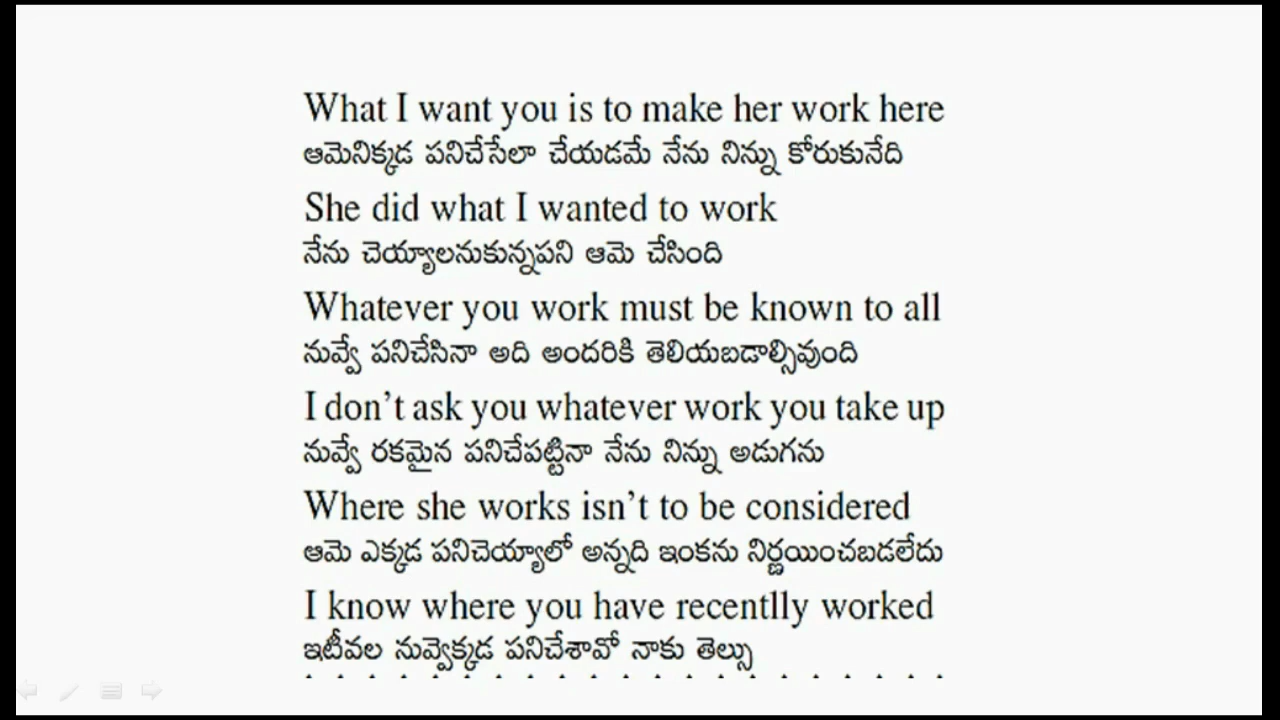 What I want you is to make her work here
ఆమెనిక్కడ పనిచేసేలా చేయడమే నేను నిన్ను కోరుకునేది
She did what I wanted to work
నేను చెయ్యాలనుకున్నపని ఆమె చేసింది
Whatever you work must be known to all
నువ్వే పనిచేసినా అది అందరికి తెలియబడాల్సివుంది
I don’t ask you whatever work you take up
నువ్వే రకమైన పనిచేపట్టినా నేను నిన్ను అడుగను
Where she works isn’t to be considered
ఆమె ఎక్కడ పనిచెయ్యాలో అన్నది ఇంకను నిర్ణయించబడలేదు
I know where you have recentlly worked
ఇటీవల నువ్వెక్కడ పనిచేశావో నాకు తెల్సు